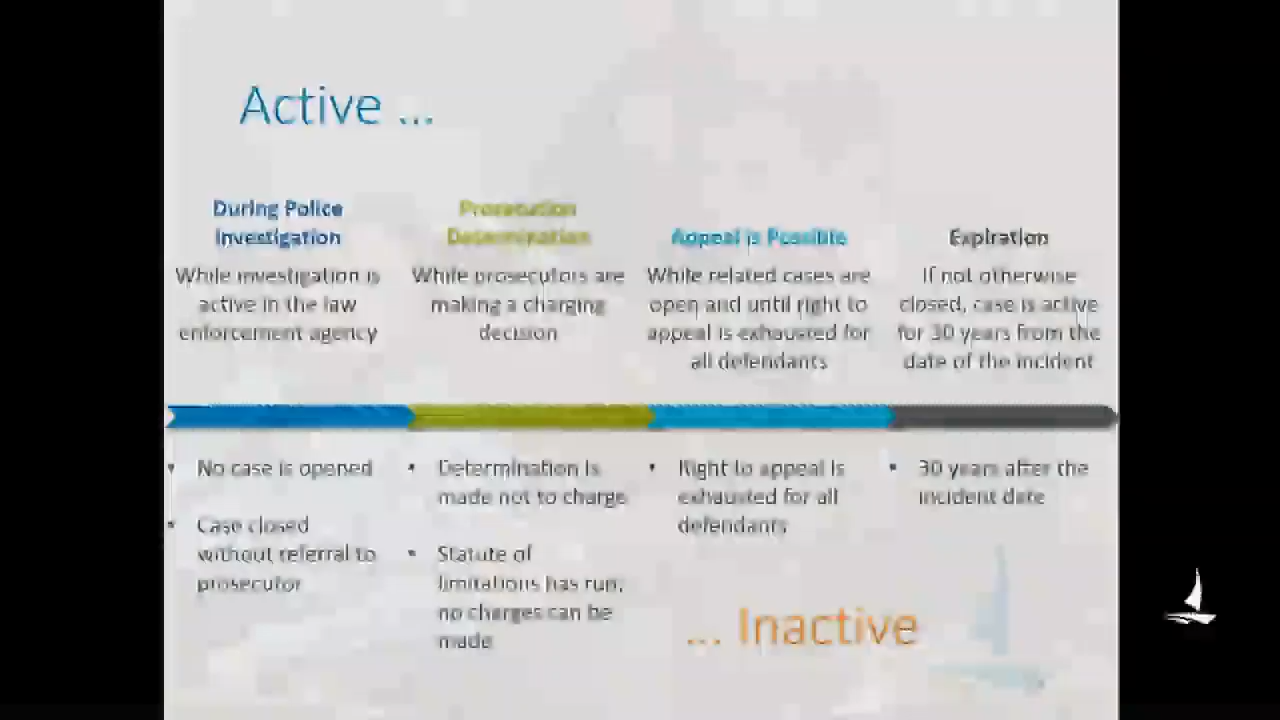 Active ...
During Police
Investigation
While investigation is
active in the law
enforcement agency
Prosecution
Determination
While prosecutors are
making a charging
decision
Appeal is Possible
While related cases are
open and until right to
appeal is exhausted for
all defendants
Expiration
If not otherwise
closed, case is active
for 30 years from the
date of the incident
• No case is opened
• Case closed
without referral to
prosecutor
• Determination is
made not to charge
• Statute of
limitations has run;
no charges can be
made
• Right to appeal is
exhausted for all
defendants
• 30 years after the
incident date
... Inactive